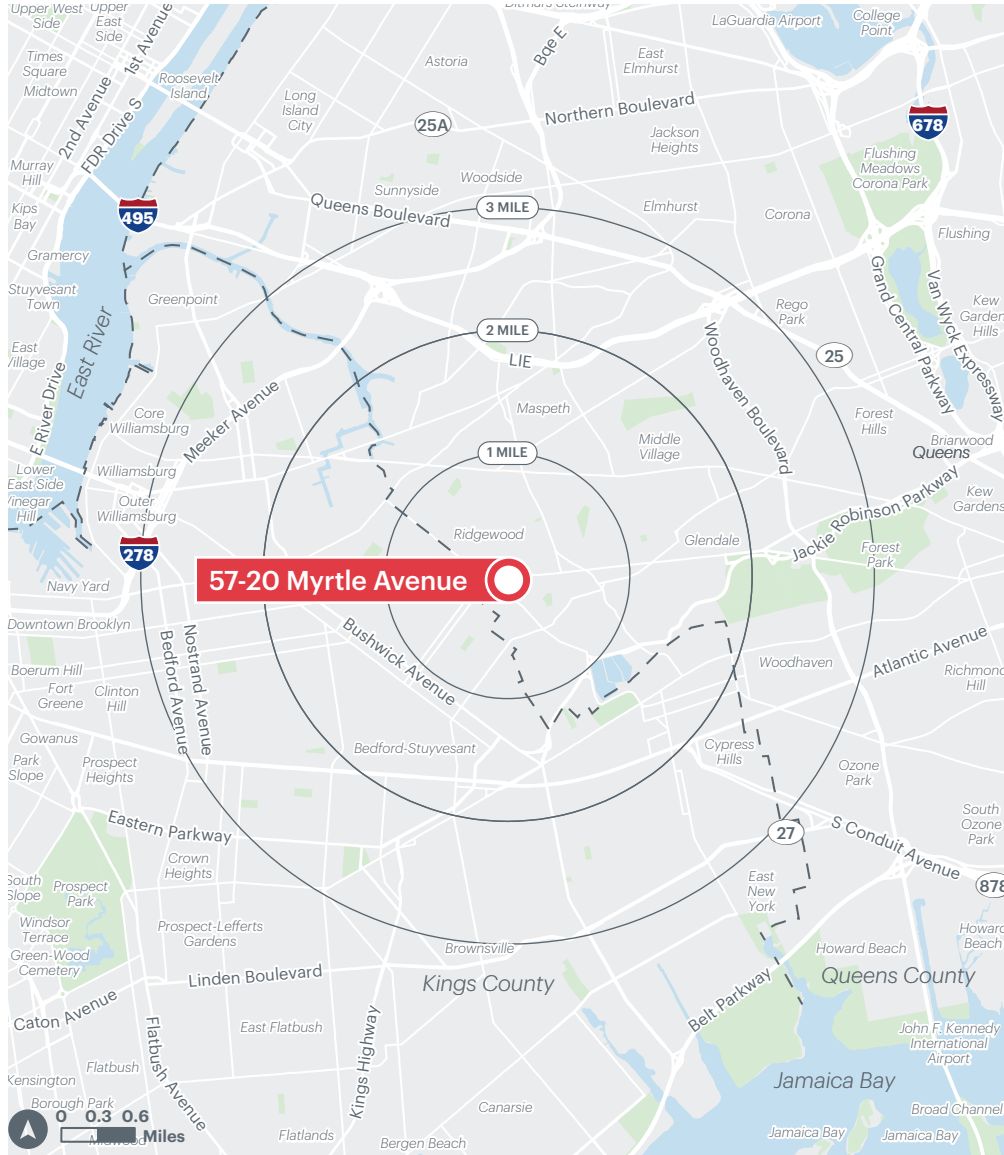 Upper West
Side
Upper
East
Side
1st Avenue
Ditmars Steinway
LaGuardia Airport
College
Point
Times
Square
Midtown
2nd Avenue
FDR Drive S
Roosevelt
Island
Astoria
Bqe E
East
Elmhurst
Long
Island
City
25A
Northern Boulevard
Jackson
Heights
678
Flushing
Meadows
Corona Park
Murray
Hill
Kips
Bay
495
Woodside
Sunnyside
Queens Boulevard
3 MILE
Elmhurst
Corona
Flushing
Gramercy
Stuyvesant
Town
Greenpoint
Grand Central Parkway
Van Wyck Expressway
Kew
Garden
Hills
Rego
Park
East River
2 MILE
LIE
Woodhaven Boulevard
25
East
Village
E River Drive
Meeker Avenue
Core
Williamsburg
Maspeth
Middle
Village
Forest
Hills
Briarwood
Queens
1 MILE
Lower
East Side
Williamsburg
Vinegar
Hill
Outer
Williamsburg
Kew
Gardens
Jackie Robinson Parkway
Ridgewood
Glendale
Forest
Park
278
57-20 Myrtle Avenue
Navy Yard
Downtown Brooklyn
Bushwick Avenue
Nostrand Avenue
Bedford Avenue
Atlantic Avenue
Boerum Hill
Fort
Greene
Clinton
Hill
Woodhaven
Richmond
Hill
Gowanus
Park
Slope
Prospect
Heights
Bedford-Stuyvesant
Cypress
Hills
Ozone
Park
Eastern Parkway
27
S Conduit Avenue
South
Ozone
Park
Crown
Heights
878
South
Slope
Prospect
Park
East
New
York
Windsor
Terrace
Green-Wood
Cemetery
Prospect-Lefferts
Gardens
Brownsville
Howard Beach
Howard
Beach
Linden Boulevard
Kings County
Queens County
Belt Parkway
Caton Avenue
Flatbush Avenue
East Flatbush
Kings Highway
John F. Kennedy
International
Airport
Flatbush
Kensington
Jamaica Bay
Borough Park
Canarsie
Broad Channel
0 0.3 0.6
Miles
Midwood
Flatlands
Bergen Beach
Jamaica Bay
Jamaica Bay